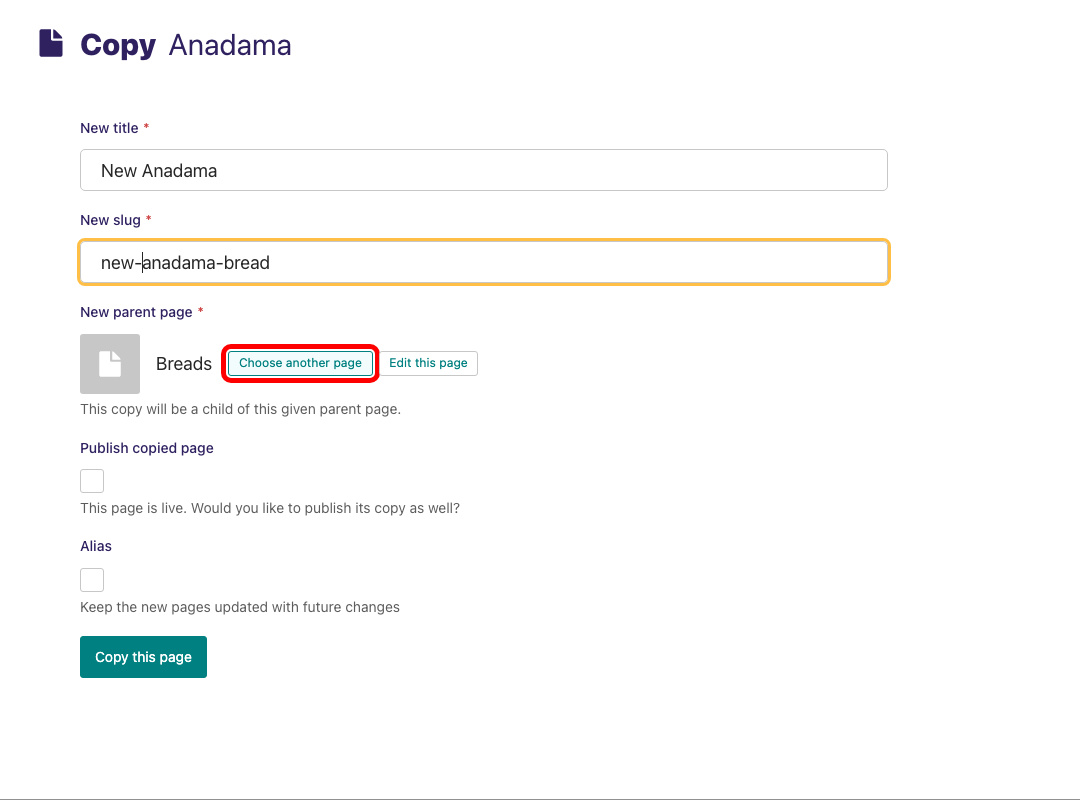 Copy Anadama
New title *
New Anadama
New slug *
new-anadama-bread
New parent page *
Breads Choose another page Edit this page
This copy will be a child of this given parent page.
Publish copied page
This page is live. Would you like to publish its copy as well?
Alias
Keep the new pages updated with future changes
Copy this page